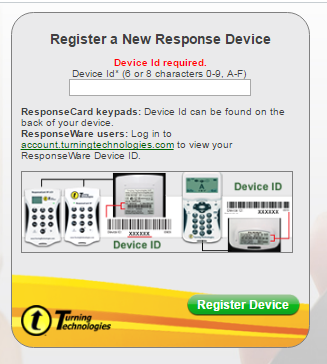 Register a New Response Device
Device Id required.
Device Id* (6 or 8 characters 0-9, A-F)
ResponseCard keypads: Device Id can be found on the
back of your device.
ResponseWare users: Log in to
account.turningtechnologies.com to view your
ResponseWare Device ID.
Device ID
XXXXXX
Device ID
XXXXXX
Register Device
Turning
Technologies